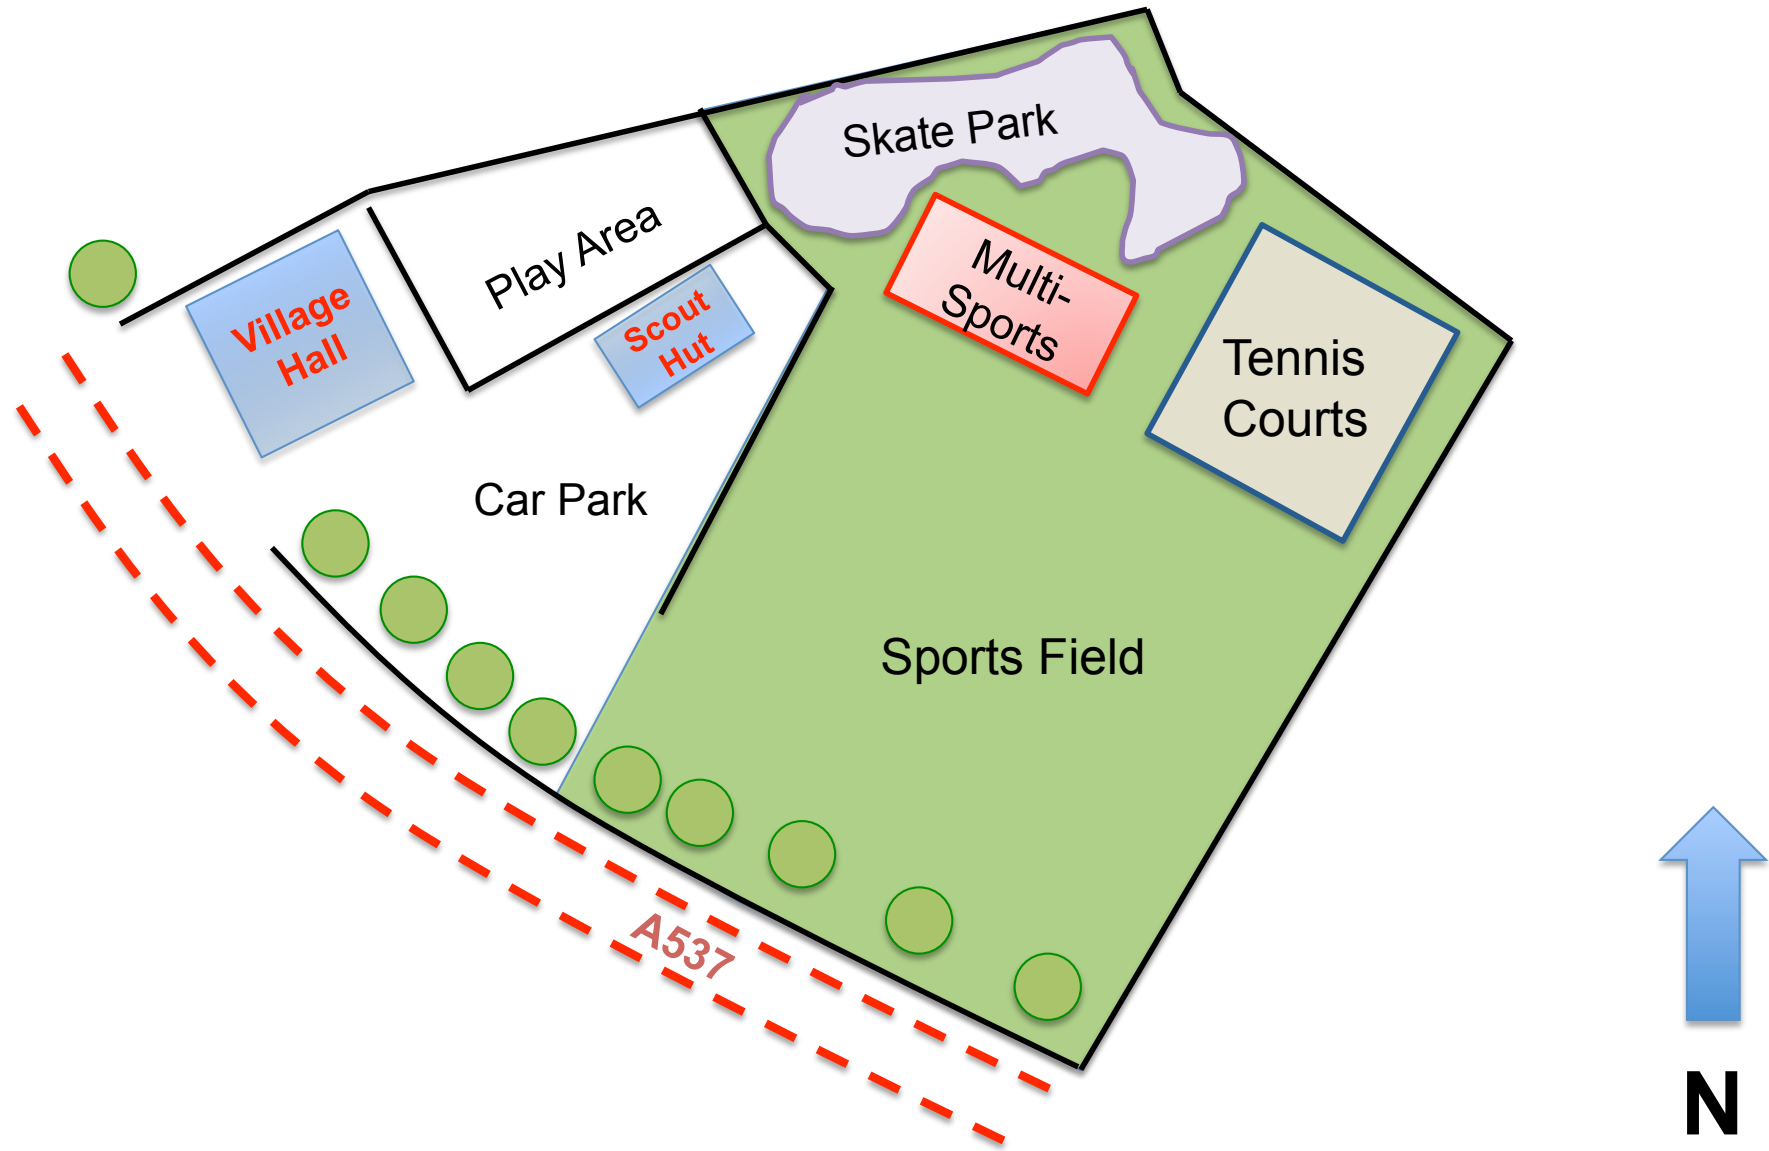 Skate Park
Play Area
Multi-
Sports
Village
Hall
Scout
Hut
Tennis
Courts
Car Park
Sports Field
A537
N